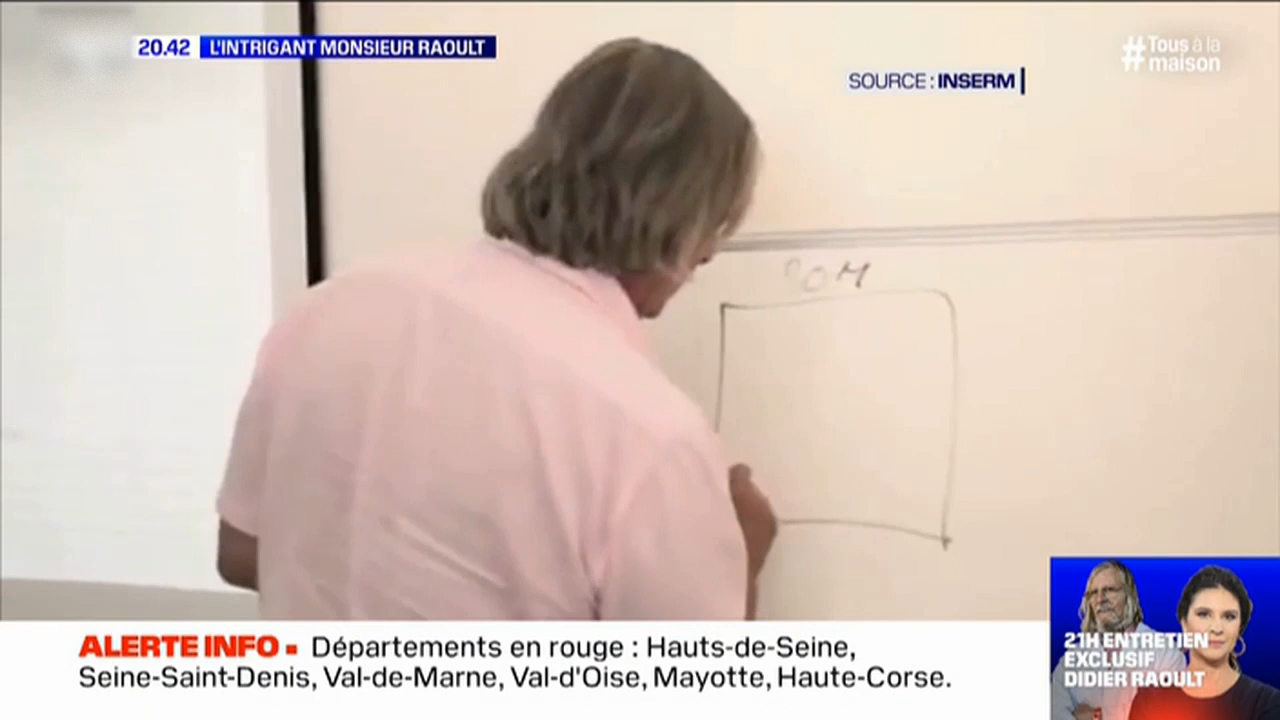 20.42 L'INTRIGANT MONSIEUR RAOULT
#Tous à la
maison
SOURCE : INSERM
ALERTE INFO Départements en rouge : Hauts-de-Seine,
Seine-Saint-Denis, Val-de-Marne, Val-d'Oise, Mayotte, Haute-Corse.
21H ENTRETIEN
EXCLUSIF
DIDIER RAOULT